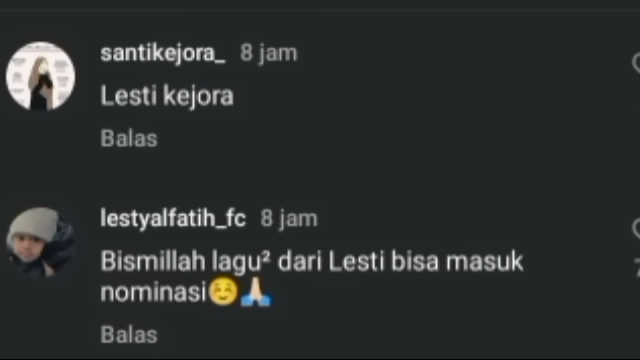 santikejora_ 8 jam
Lesti kejora
Balas
lestyalfatih_fc 8 jam
Bismillah lagu² dari Lesti bisa masuk
nominasi☺️🙏
Balas